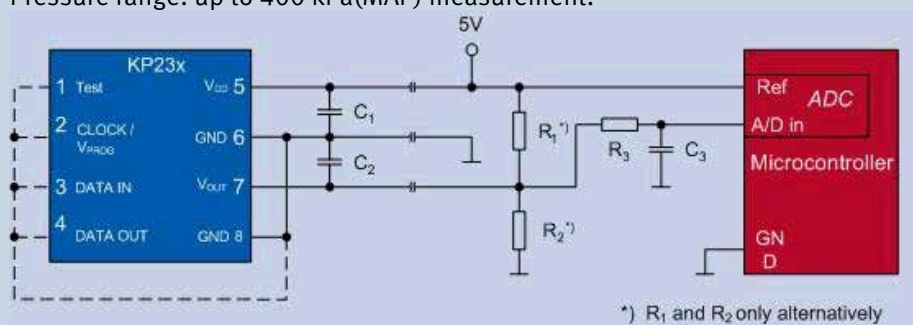 Pressure range: up to 400 kPa(MAP) measurement.
5V
KP23x
1 Test
VDD 5
2 CLOCK /
VPROG
GND 6
3 DATA IN
VOUT 7
4 DATA OUT
GND 8
C1
C2
R1*)
R2*)
R3
C3
Ref
ADC
A/D in
Microcontroller
GN
D
*) R1 and R2 only alternatively